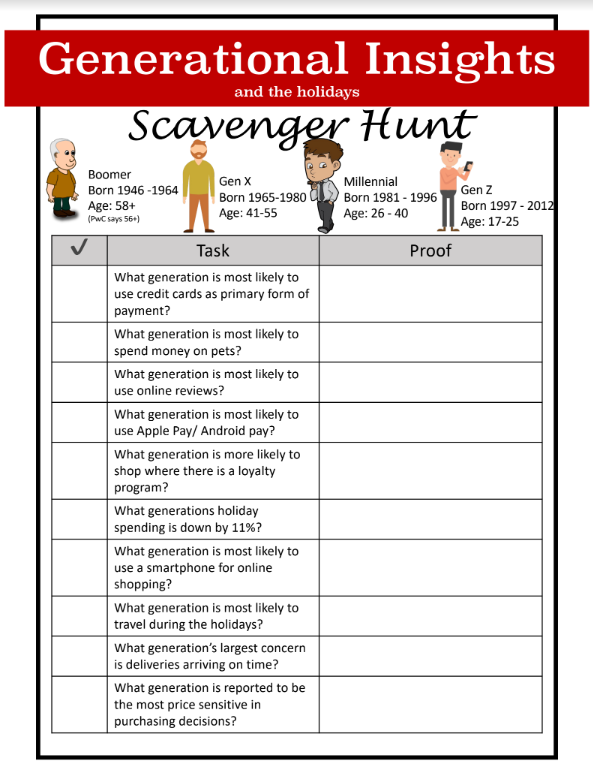 Generational Insights
and the holidays
Scavenger Hunt
Boomer
Born 1946 -1964
Age: 58+
(PwC says 56+)
Gen X
Born 1965-1980
Age: 41-55
Millennial
Born 1981 - 1996
Age: 26 - 40
Gen Z
Born 1997 - 2012
Age: 17-25
✓ Task Proof
What generation is most likely to
use credit cards as primary form of
payment?
What generation is most likely to
spend money on pets?
What generation is most likely to
use online reviews?
What generation is most likely to
use Apple Pay/ Android pay?
What generation is more likely to
shop where there is a loyalty
program?
What generations holiday
spending is down by 11%?
What generation is most likely to
use a smartphone for online
shopping?
What generation is most likely to
travel during the holidays?
What generation's largest concern
is deliveries arriving on time?
What generation is reported to be
the most price sensitive in
purchasing decisions?